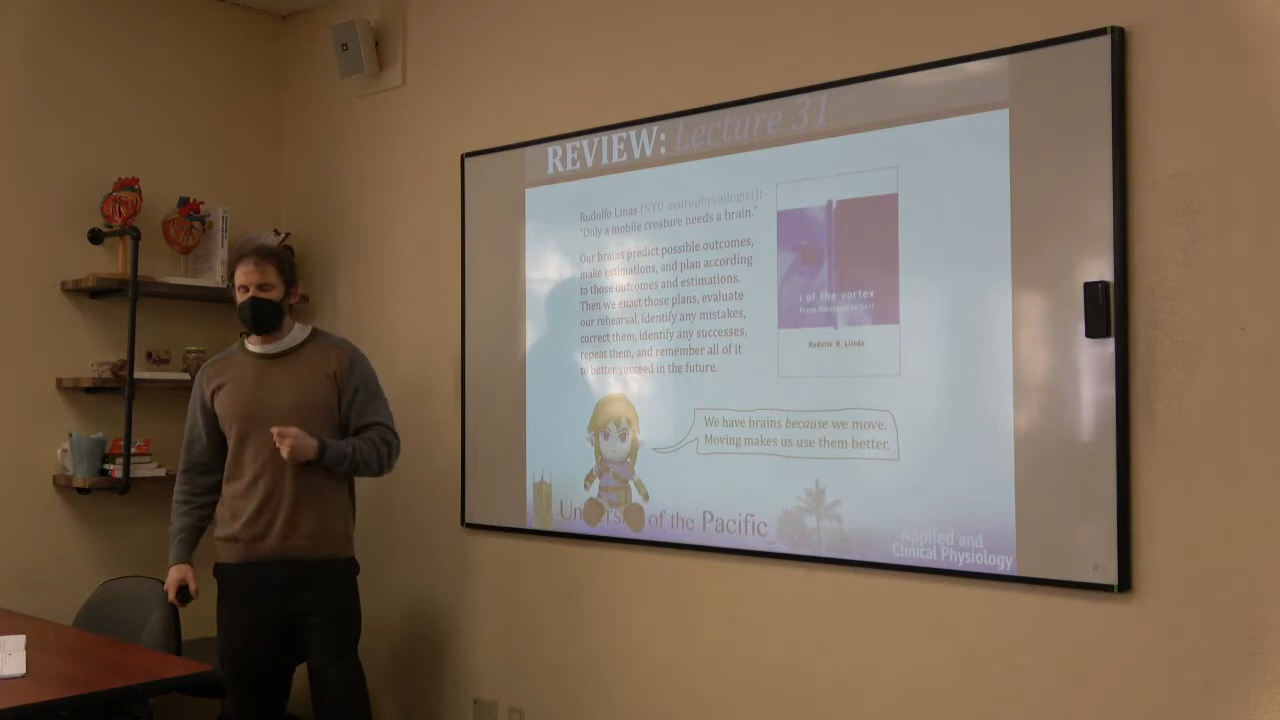 REVIEW: Lecture 31
Rudolfo Linas (NYU neurophysiologist):
"Only a mobile creature needs a brain."
Our brains predict possible outcomes,
make estimations, and plan according
to those outcomes and estimations.
Then we enact those plans, evaluate
our rehearsal, identify any mistakes,
correct them, identify any successes,
repeat them, and remember all of it
to better succeed in the future.
i of the vortex
From Neurons to Self
Rodolfo R. Llinás
We have brains because we move.
Moving makes us use them better.
University of the Pacific
Applied and
Clinical Physiology